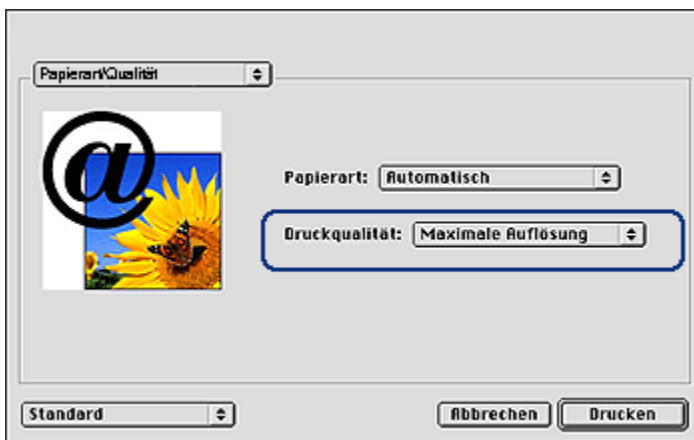 Papierart/Qualität
@
Papierart: Automatisch
Druckqualität: Maximale Auflösung
Standard
Abbrechen
Drucken